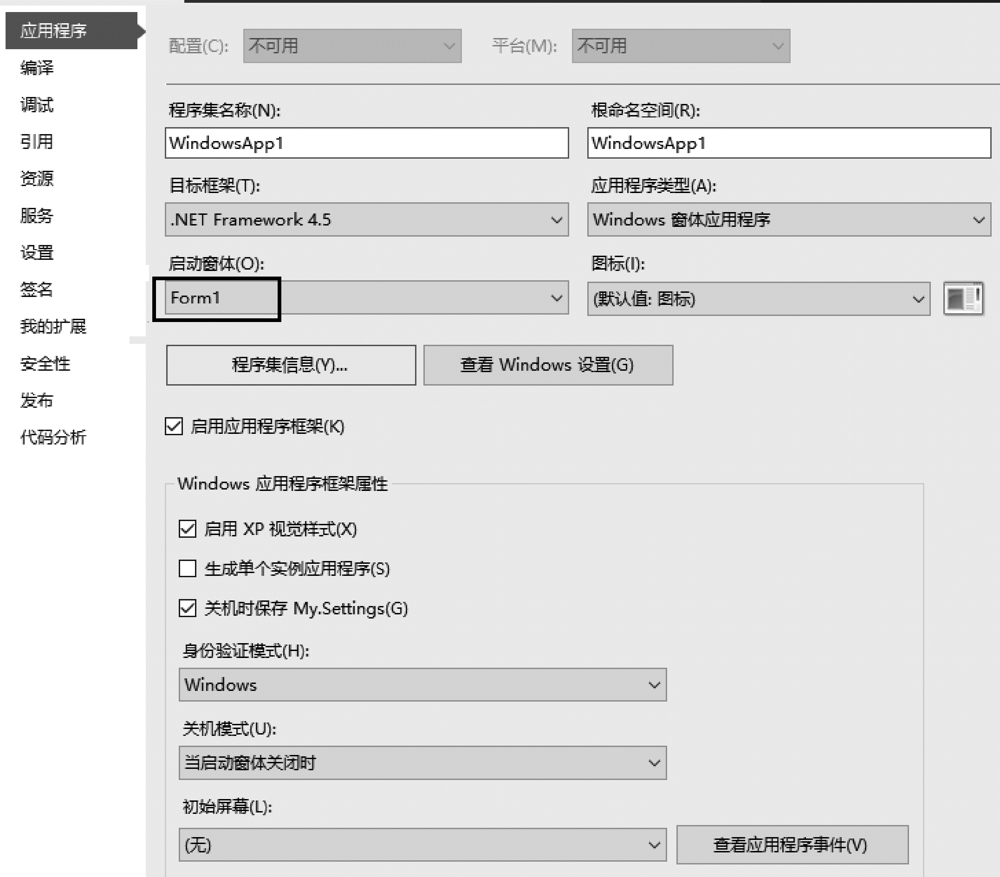 应用程序
编译
调试
引用
资源
服务
设置
签名
我的扩展
安全性
发布
代码分析
配置(C): 不可用 平台(M): 不可用
程序集名称(N): 根命名空间(R):
WindowsApp1 WindowsApp1
目标框架(T): 应用程序类型(A):
.NET Framework 4.5 Windows 窗体应用程序
启动窗体(O): 图标(I):
Form1 (默认值: 图标)
程序集信息(Y)... 查看 Windows 设置(G)
启用应用程序框架(K)
Windows 应用程序框架属性
启用 XP 视觉样式(X)
生成单个实例应用程序(S)
关机时保存 My.Settings(G)
身份验证模式(H):
Windows
关机模式(U):
当启动窗体关闭时
初始屏幕(L):
(无) 查看应用程序事件(V)